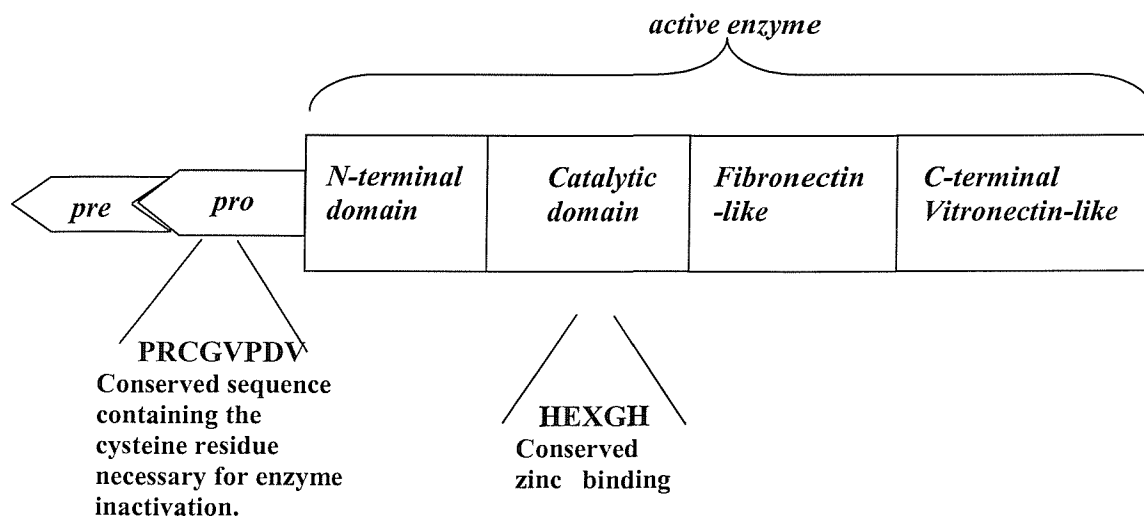 active enzyme
pre
pro
N-terminal
domain
Catalytic
domain
Fibronectin
-like
C-terminal
Vitronectin-like
PRCGVPDV
Conserved sequence
containing the
cysteine residue
necessary for enzyme
inactivation.
HEXGH
Conserved
zinc binding